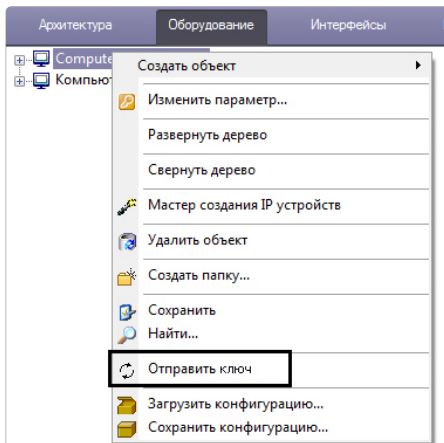 Архитектура Оборудование Интерфейсы
Compute
Компью
Создать объект
Изменить параметр...
Развернуть дерево
Свернуть дерево
Мастер создания IP устройств
Удалить объект
Создать папку...
Сохранить
Найти...
Отправить ключ
Загрузить конфигурацию...
Сохранить конфигурацию...